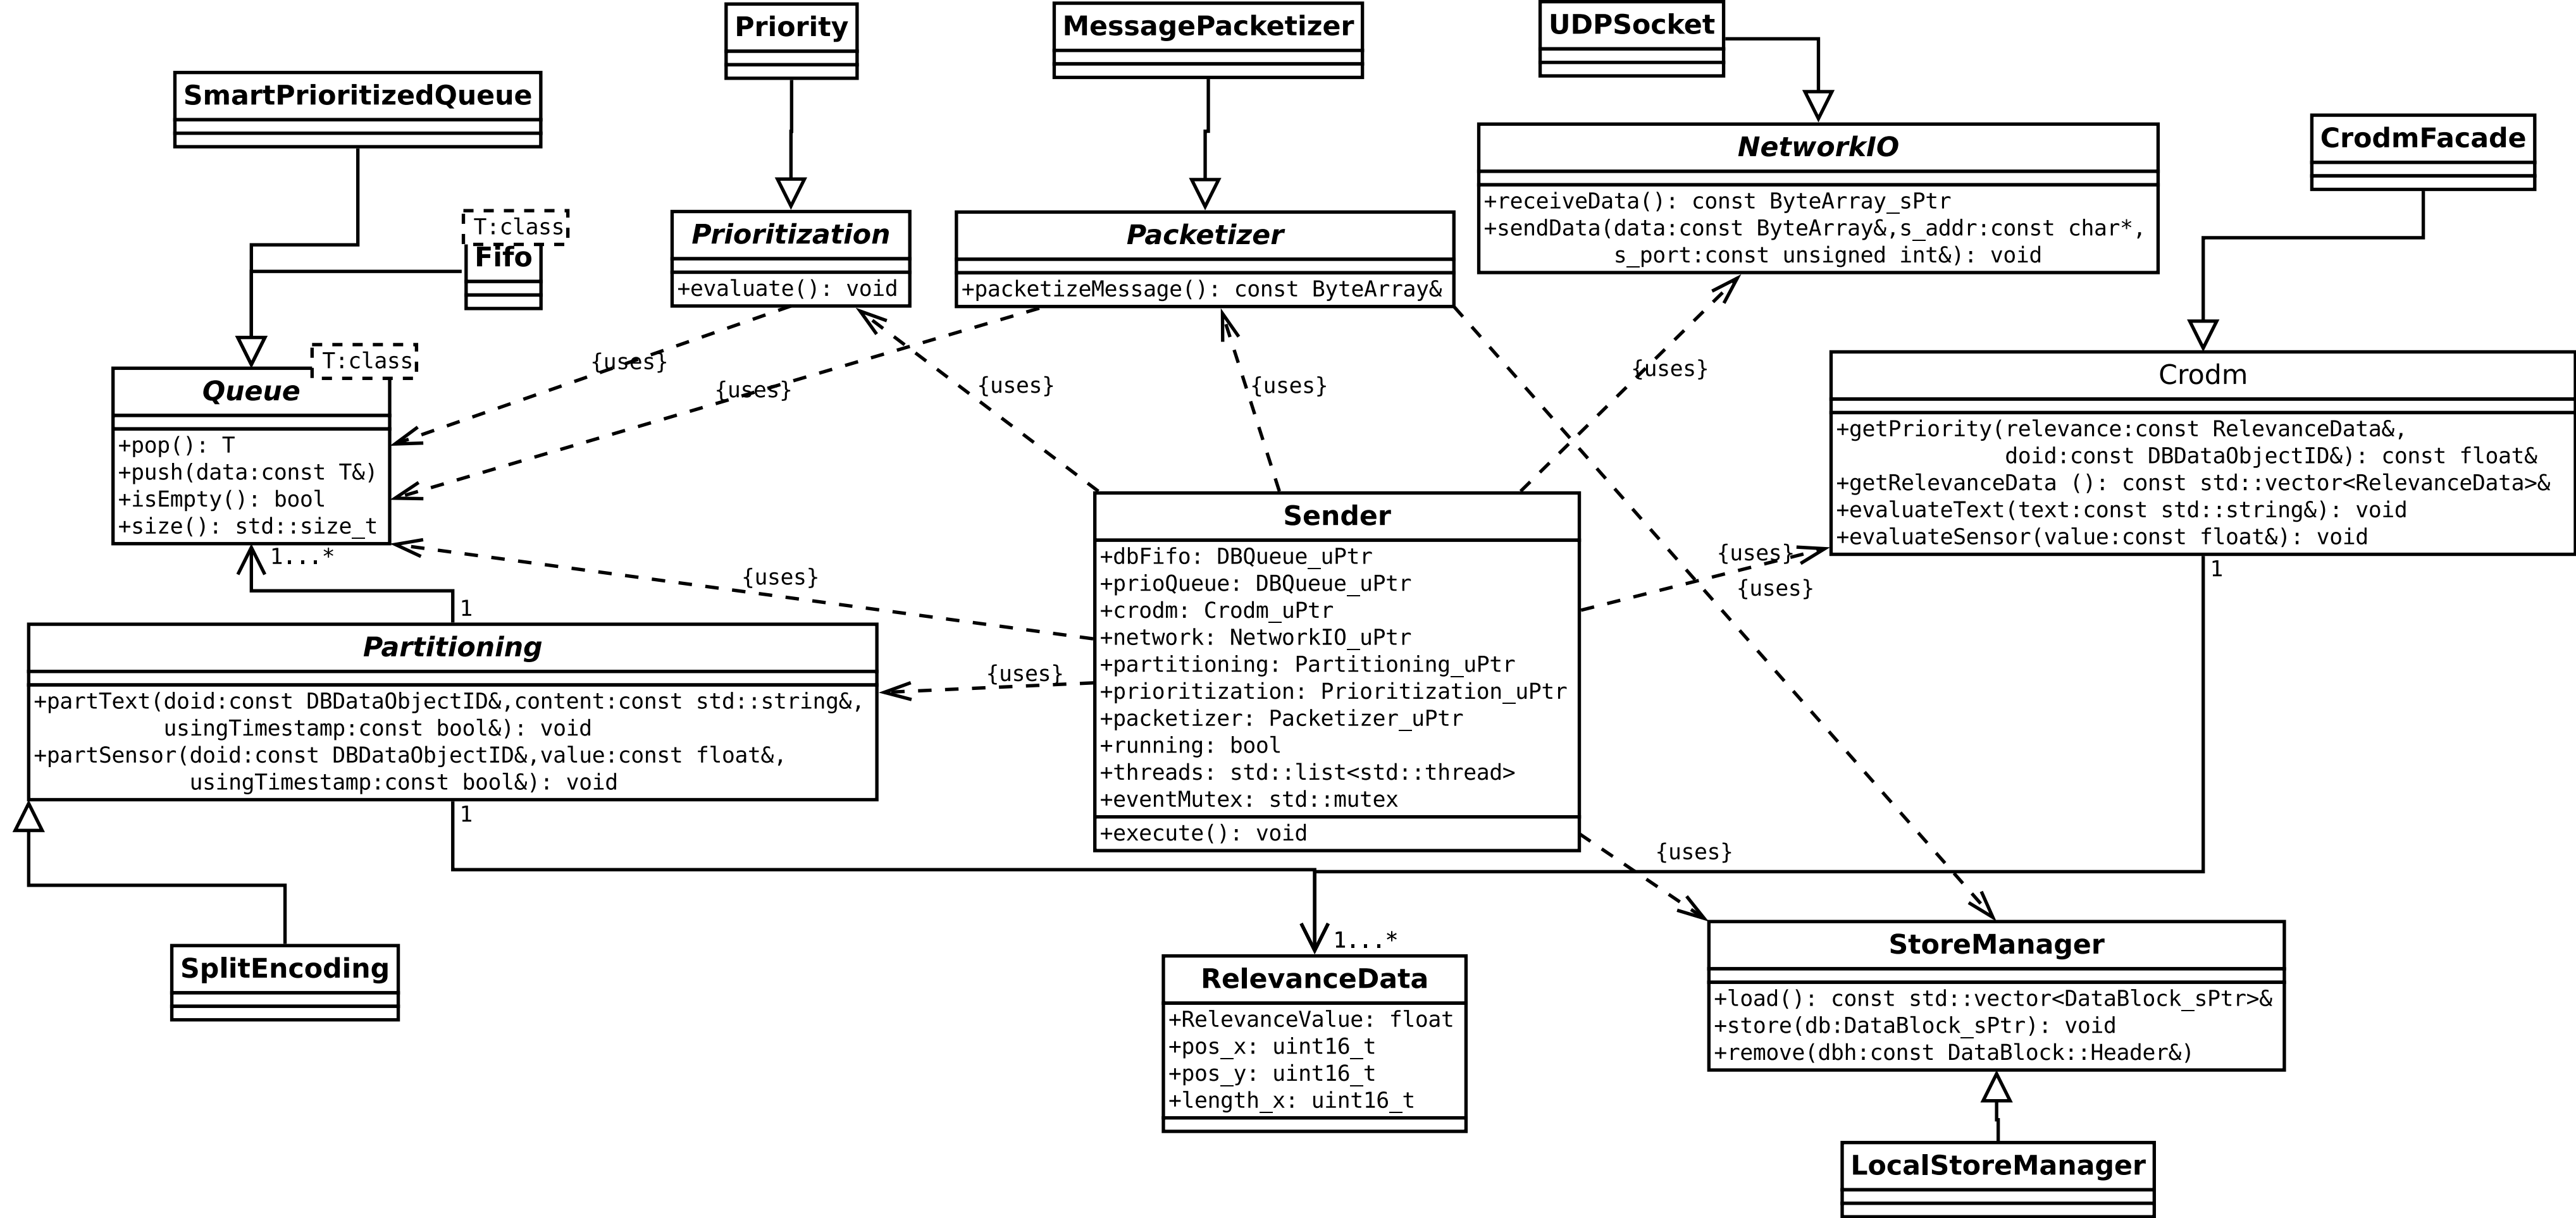 Priority
MessagePacketizer
UDPSocket
SmartPrioritizedQueue
CrodmFacade
NetworkIO
+receiveData(): const ByteArray_sPtr
+sendData(data:const ByteArray&,s_addr:const char*,
s_port:const unsigned int&): void
T:class
Fifo
Prioritization
+evaluate(): void
Packetizer
+packetizeMessage(): const ByteArray&
T:class
Queue
+pop(): T
+push(data:const T&)
+isEmpty(): bool
+size(): std::size_t
{uses}
{uses}
{uses}
{uses}
{uses}
Crodm
+getPriority(relevance:const RelevanceData&,
doid:const DBDataObjectID&): const float&
+getRelevanceData (): const std::vector<RelevanceData>&
+evaluateText(text:const std::string&): void
+evaluateSensor(value:const float&): void
1...*
1
{uses}
{uses}
{uses}
1
Sender
+dbFifo: DBQueue_uPtr
+prioQueue: DBQueue_uPtr
+crodm: Crodm_uPtr
+network: NetworkIO_uPtr
+partitioning: Partitioning_uPtr
+prioritization: Prioritization_uPtr
+packetizer: Packetizer_uPtr
+running: bool
+threads: std::list<std::thread>
+eventMutex: std::mutex
+execute(): void
Partitioning
+partText(doid:const DBDataObjectID&,content:const std::string&,
usingTimestamp:const bool&): void
+partSensor(doid:const DBDataObjectID&,value:const float&,
usingTimestamp:const bool&): void
{uses}
1
{uses}
SplitEncoding
1...*
RelevanceData
+RelevanceValue: float
+pos_x: uint16_t
+pos_y: uint16_t
+length_x: uint16_t
StoreManager
+load(): const std::vector<DataBlock_sPtr>&
+store(db:DataBlock_sPtr): void
+remove(dbh:const DataBlock::Header&)
LocalStoreManager